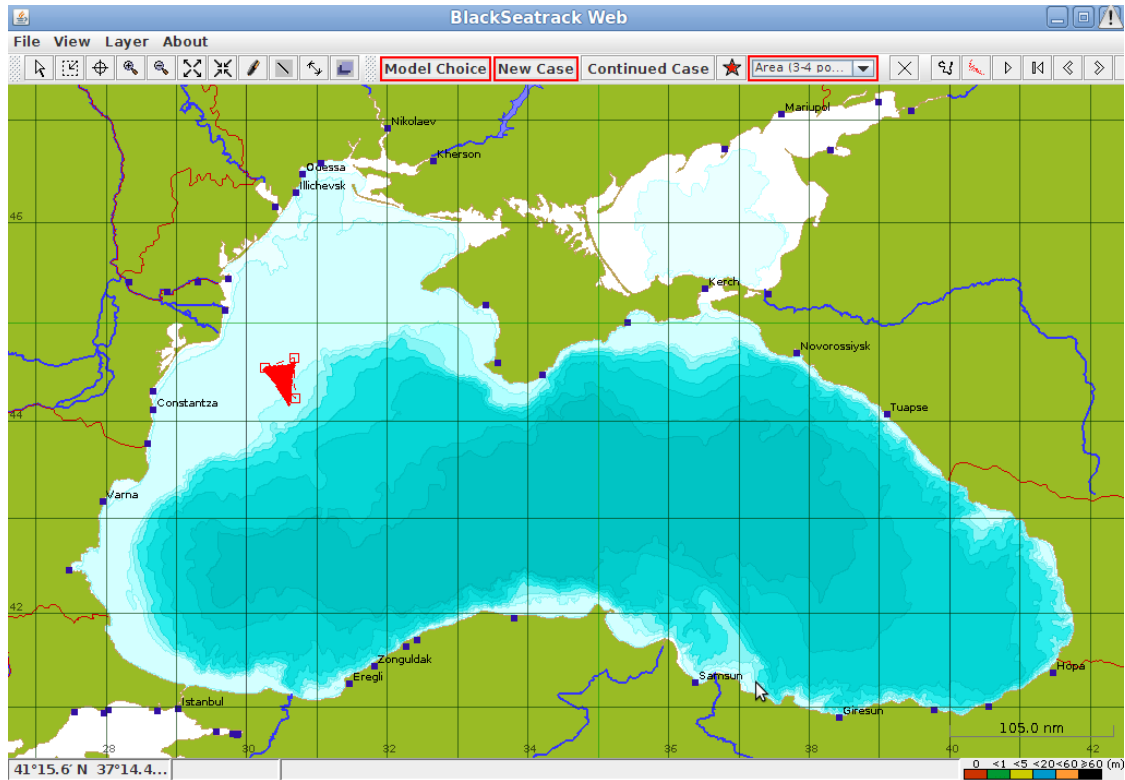 BlackSeatrack Web
File View Layer About
Model Choice New Case Continued Case Area (3-4 po...
Mariupol
Nikolaev
Kherson
Odessa
Illichevsk
46
Kerch
Novorossiysk
44
Constantza
Tuapse
Varna
42
Zonguldak
Hopa
Eregli
Samsun
Istanbul
Giresun
105.0 nm
28 30 32 34 36 38 40 42
41°15.6' N 37°14.4...
0 <1 <5 <20<60≥60 (m)